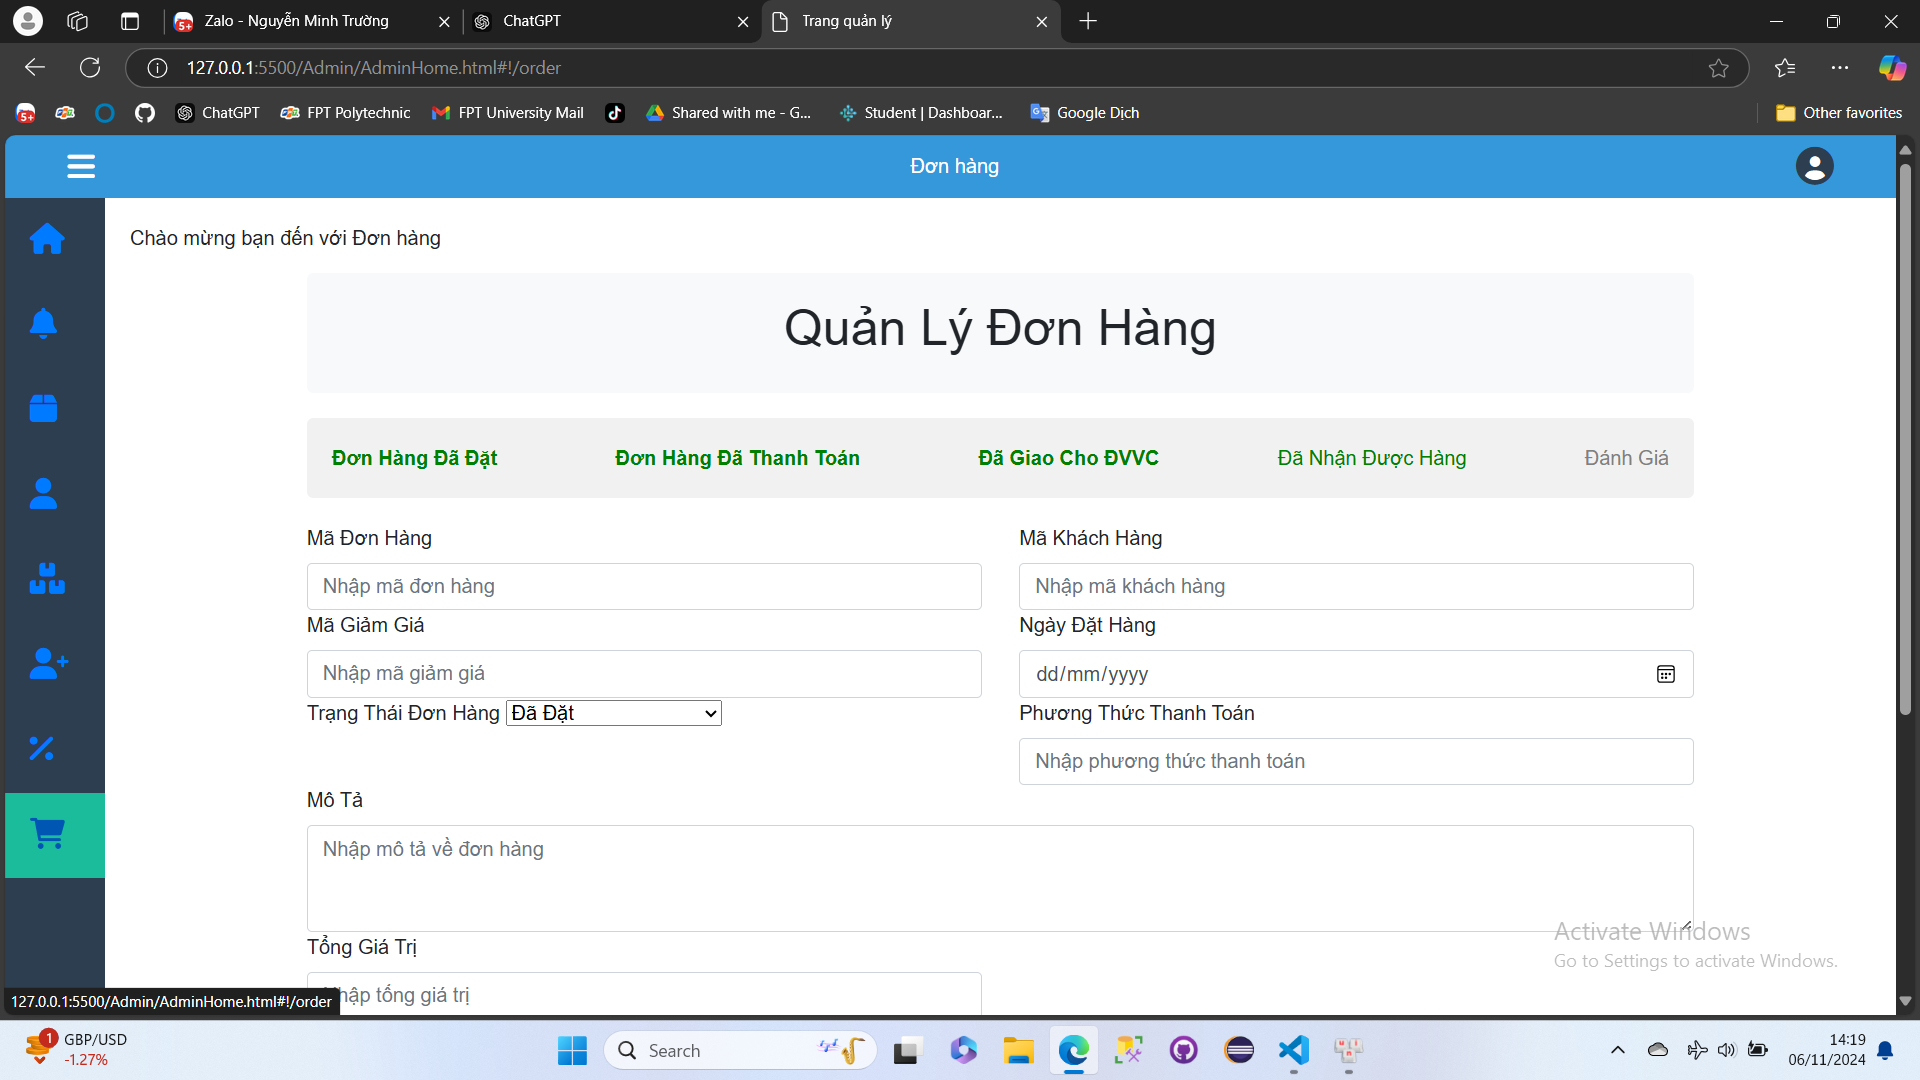 Zalo - Nguyễn Minh Trường
ChatGPT
Trang quản lý
127.0.0.1:5500/Admin/AdminHome.html#!/order
5+
ChatGPT
FPT Polytechnic
FPT University Mail
Shared with me - G...
Student | Dashboar...
Google Dịch
Other favorites
Đơn hàng
Chào mừng bạn đến với Đơn hàng
Quản Lý Đơn Hàng
Đơn Hàng Đã Đặt
Đơn Hàng Đã Thanh Toán
Đã Giao Cho ĐVVC
Đã Nhận Được Hàng
Đánh Giá
Mã Đơn Hàng
Mã Khách Hàng
Nhập mã đơn hàng
Nhập mã khách hàng
Mã Giảm Giá
Ngày Đặt Hàng
Nhập mã giảm giá
dd/mm/yyyy
Trạng Thái Đơn Hàng Đã Đặt
Phương Thức Thanh Toán
Nhập phương thức thanh toán
Mô Tả
Nhập mô tả về đơn hàng
Tổng Giá Trị
hập tổng giá trị
Activate Windows
Go to Settings to activate Windows.
127.0.0.1:5500/Admin/AdminHome.html#!/order
1
GBP/USD
-1.27%
Search
14:19
06/11/2024